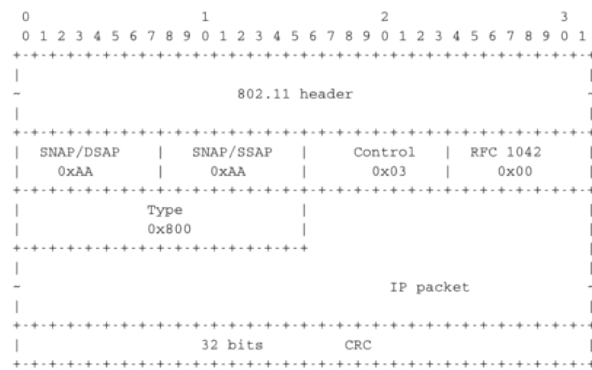 0 1 2 3
0 1 2 3 4 5 6 7 8 9 0 1 2 3 4 5 6 7 8 9 0 1 2 3 4 5 6 7 8 9 0 1
802.11 header
SNAP/DSAP | SNAP/SSAP | Control | RFC 1042
0xAA | 0xAA | 0x03 | 0x00
Type
0x800
IP packet
32 bits CRC